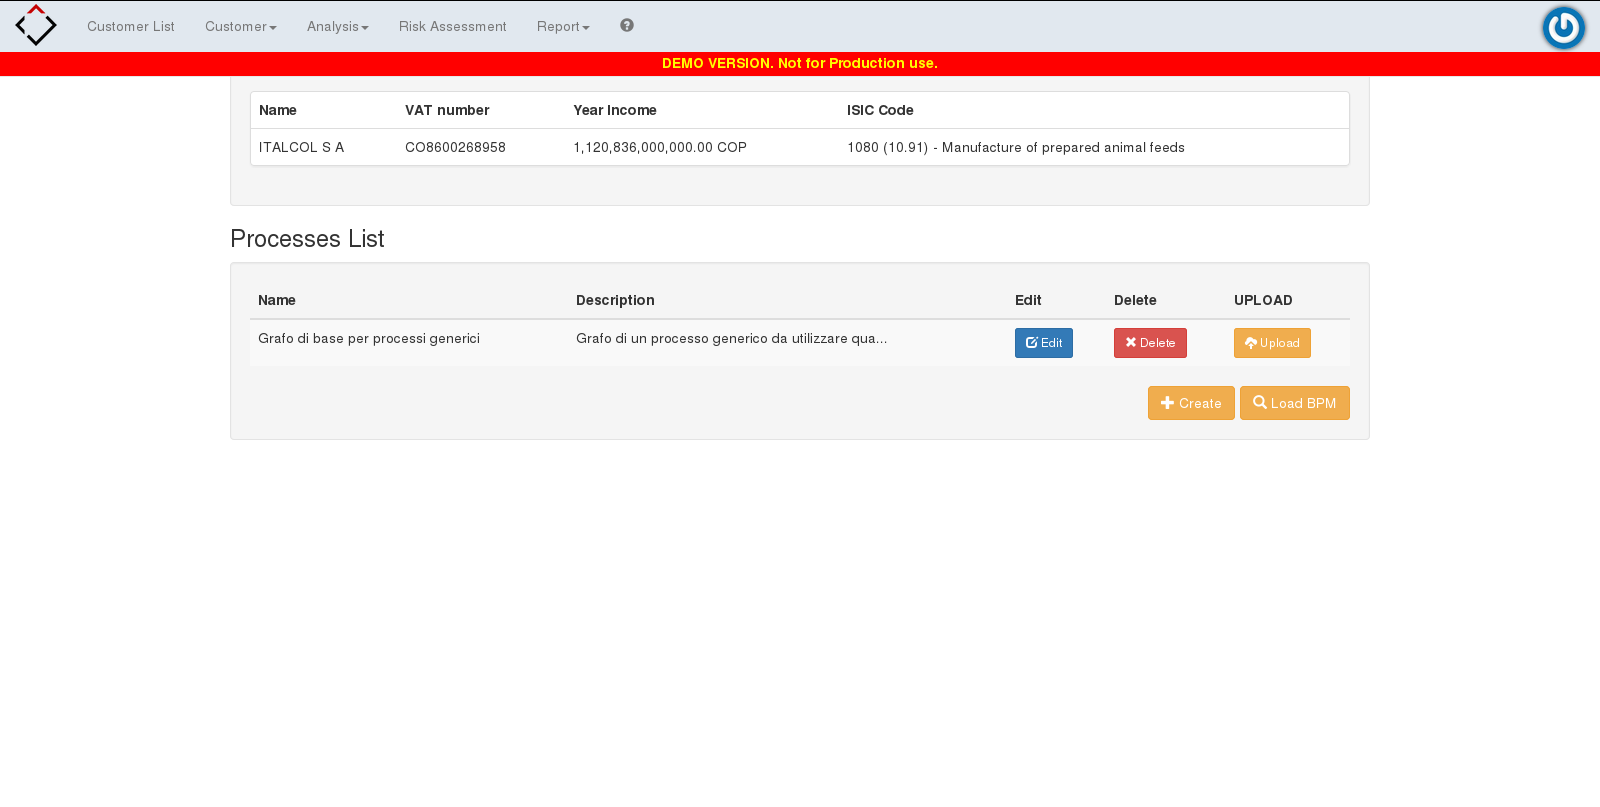 Customer List Customer Analysis Risk Assessment Report
DEMO VERSION. Not for Production use.
Name VAT number Year Income ISIC Code
ITALCOL S A CO8600268958 1,120,836,000,000.00 COP 1080 (10.91) - Manufacture of prepared animal feeds
Processes List
Name Description Edit Delete UPLOAD
Grafo di base per processi generici Grafo di un processo generico da utilizzare qua... Edit Delete Upload
Create Load BPM